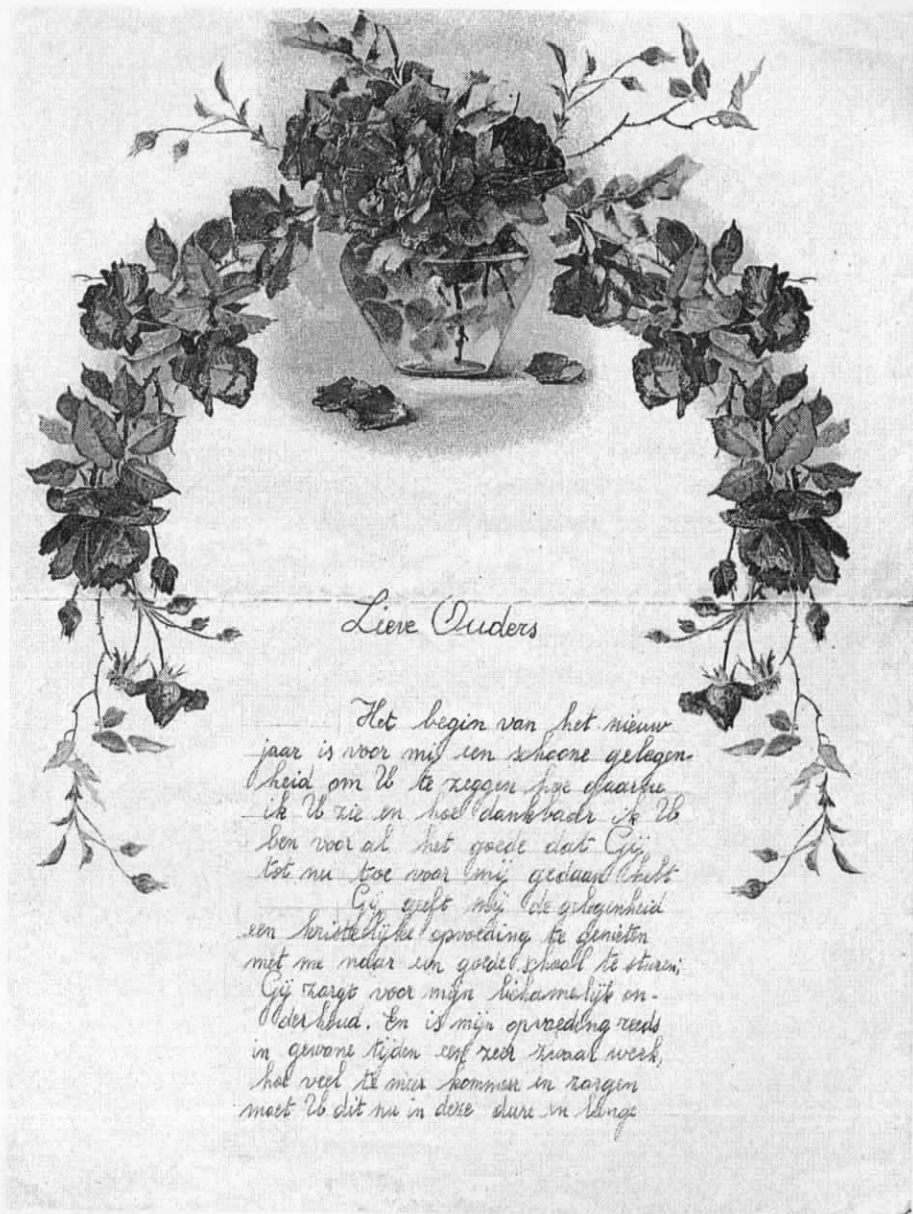 Lieve Ouders
Het begin van het nieuw
jaar is voor mij een schoone gelegen-
heid om U te zeggen hoe gaarne
ik U zie en hoe dankbaar ik U
ben voor al het goede dat Gij
tot nu toe voor mij gedaan hebt
Gij geeft mij de gelegenheid
een kristelijke opvoeding te genieten
met me naar een goede school te sturen;
Gij zorgt voor mijn lichamelijk on-
derhoud. En is mijn opvoeding reeds
in gewone tijden een zeer zwaar werk,
hoe veel te meer kommer en zorgen
moet U dit nu in deze dure en lange